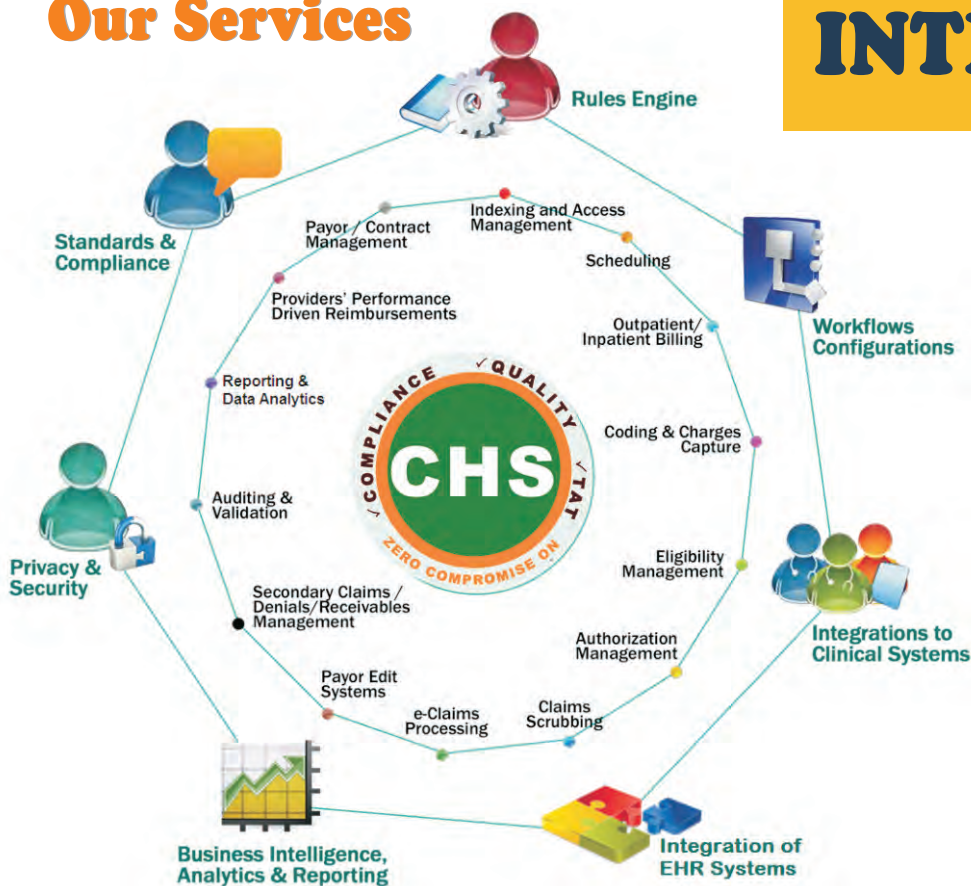 Our Services
Rules Engine
Standards &
Compliance
Workflows
Configurations
Privacy &
Security
Integrations to
Clinical Systems
Business Intelligence,
Analytics & Reporting
Integration of
EHR Systems
Indexing and Access
Management
Scheduling
Outpatient/
Inpatient Billing
Coding & Charges
Capture
Eligibility
Management
Authorization
Management
Claims
Scrubbing
e-Claims
Processing
Payor Edit
Systems
Secondary Claims /
Denials/Receivables
Management
Auditing &
Validation
Reporting &
Data Analytics
Providers' Performance
Driven Reimbursements
Payor / Contract
Management
✓COMPLIANCE ✓QUALITY ✓TAT
CHS
ZERO COMPROMISE ON